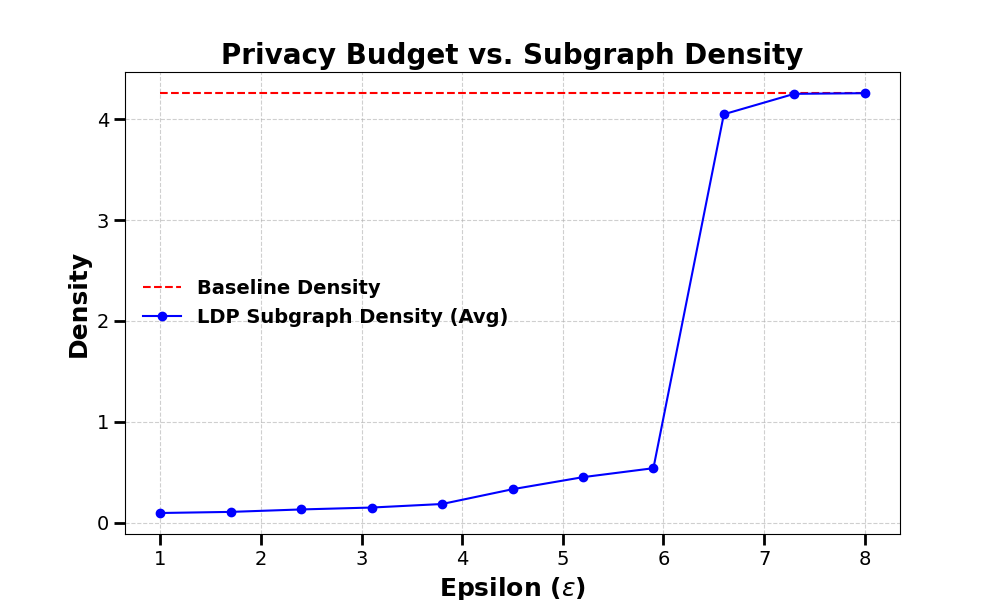 Privacy Budget vs. Subgraph Density
4
3
2
1
0
Density
Baseline Density
LDP Subgraph Density (Avg)
1 2 3 4 5 6 7 8
Epsilon (ε)